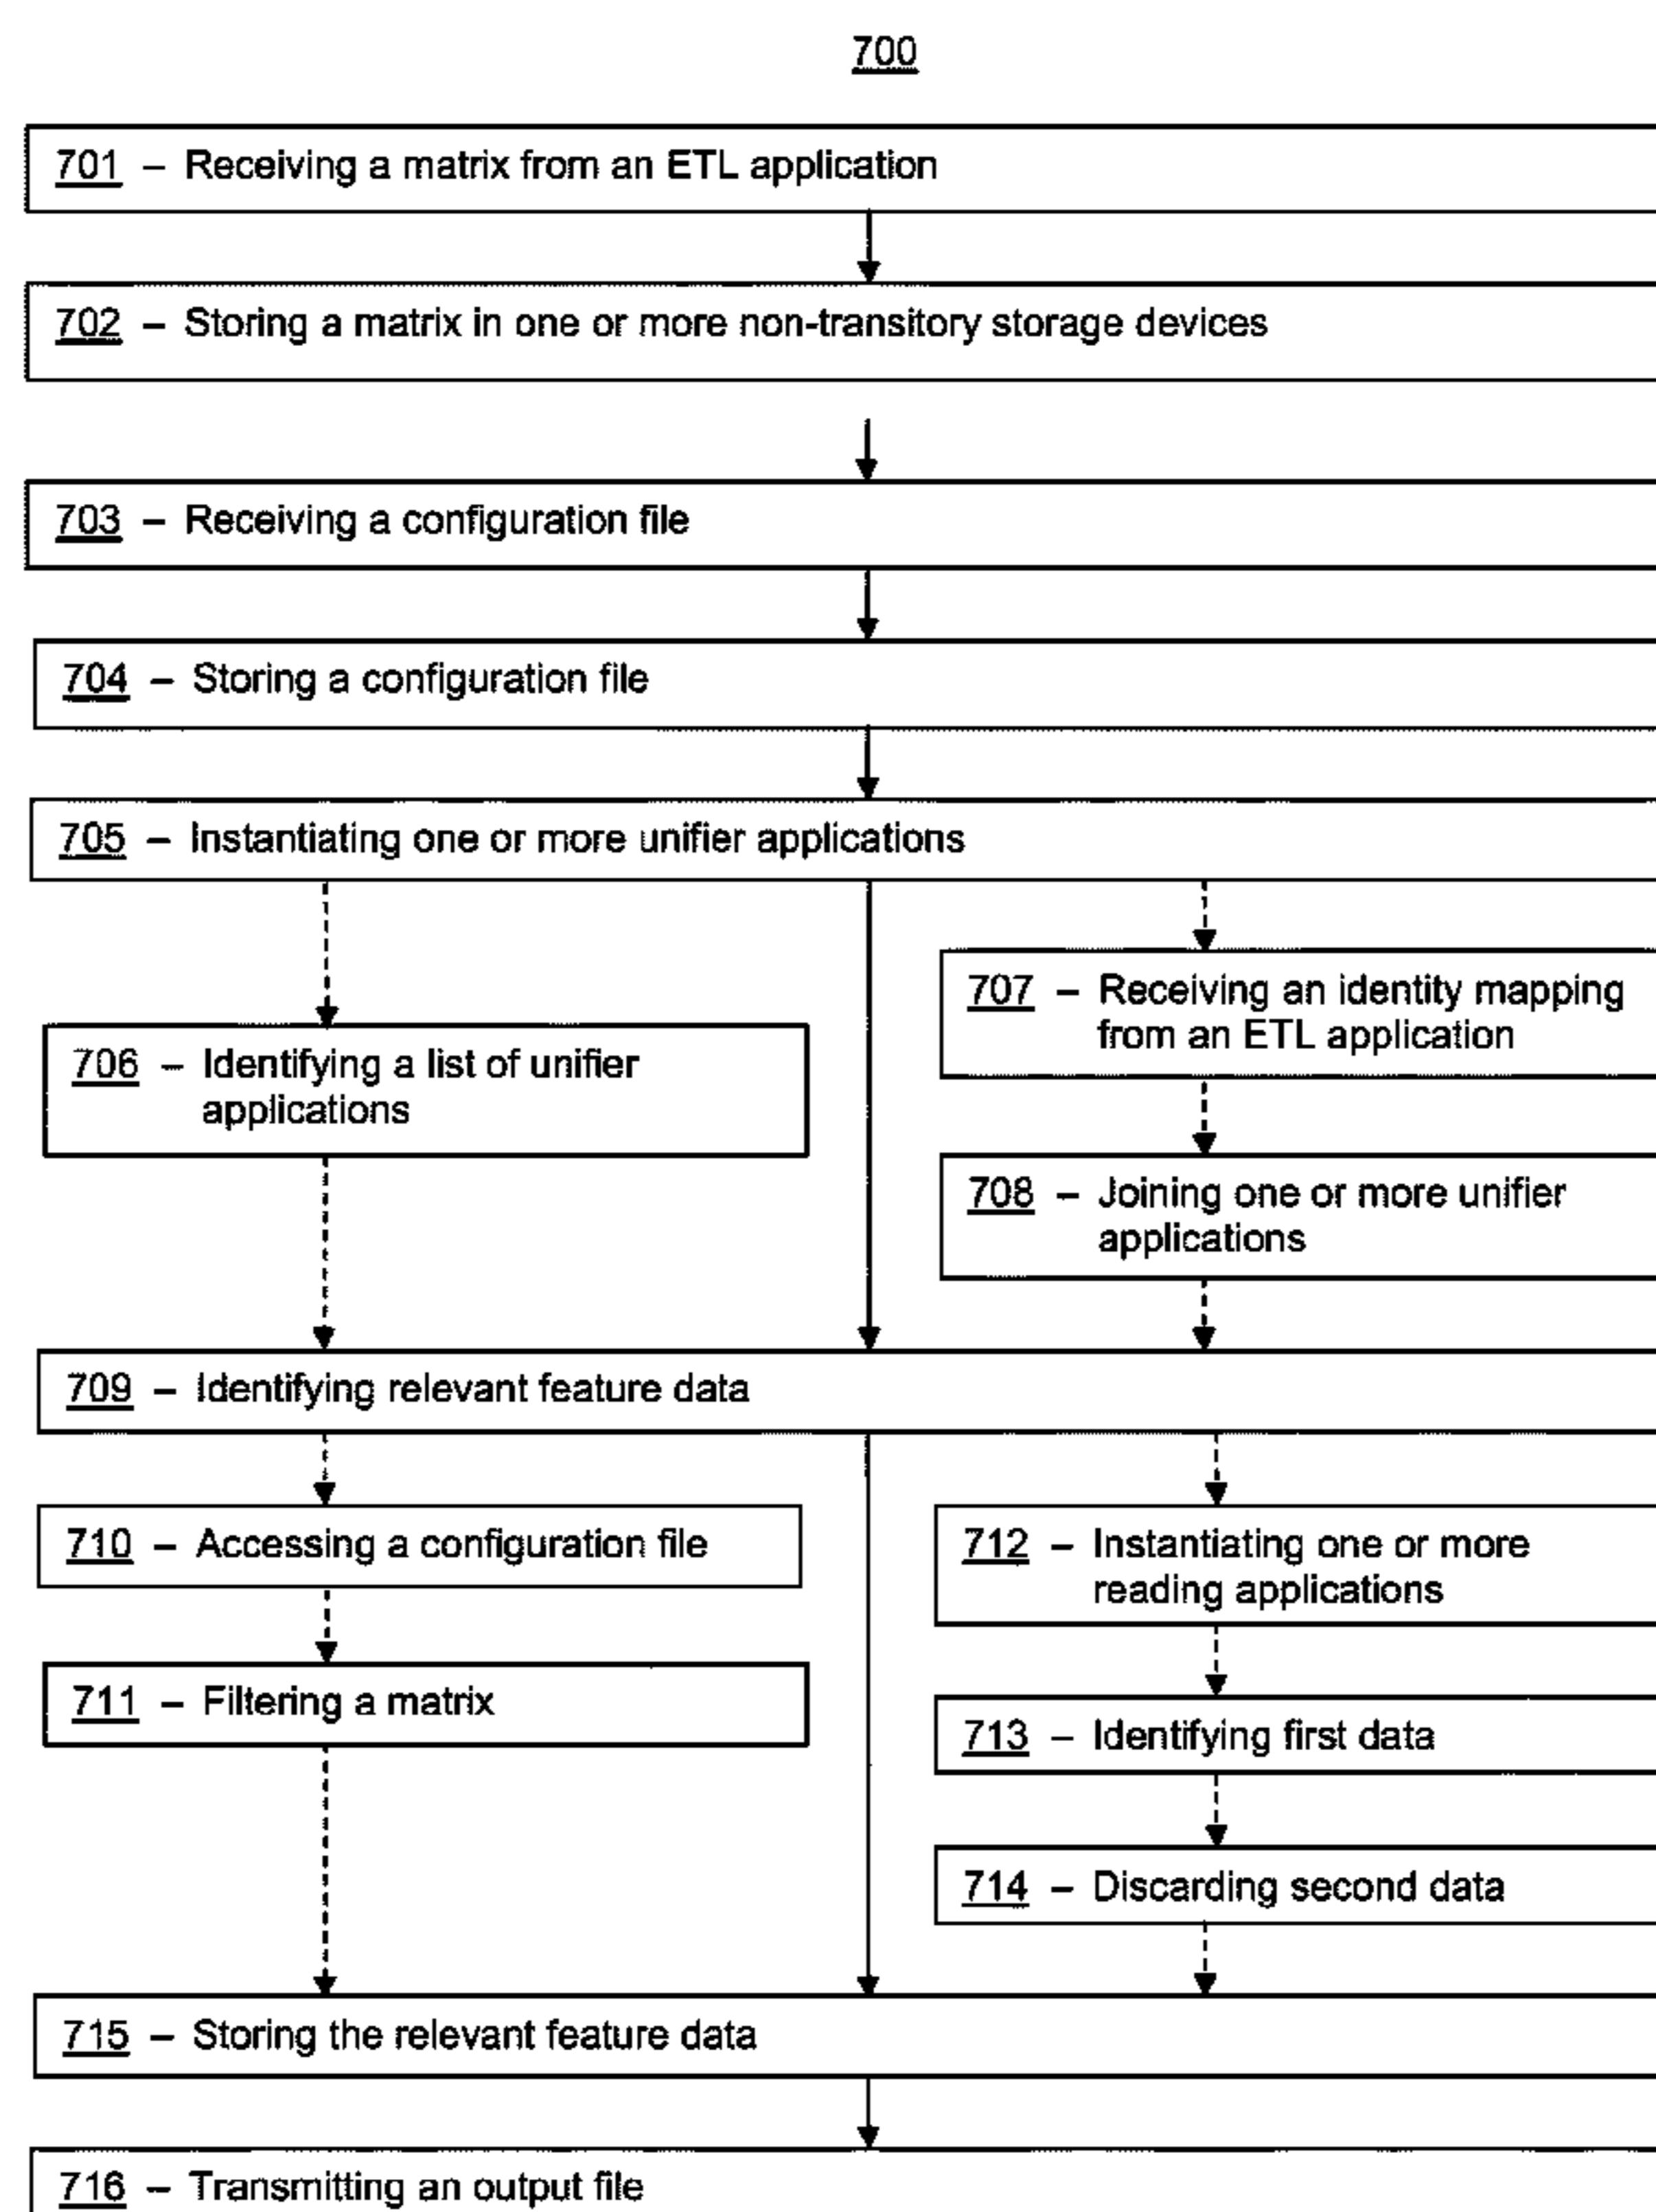 700
701 – Receiving a matrix from an ETL application
702 – Storing a matrix in one or more non-transitory storage devices
703 – Receiving a configuration file
704 – Storing a configuration file
705 – Instantiating one or more unifier applications
706 – Identifying a list of unifier
applications
707 – Receiving an identity mapping
from an ETL application
708 – Joining one or more unifier
applications
709 – Identifying relevant feature data
710 – Accessing a configuration file
711 – Filtering a matrix
712 – Instantiating one or more
reading applications
713 – Identifying first data
714 – Discarding second data
715 – Storing the relevant feature data
716 – Transmitting an output file